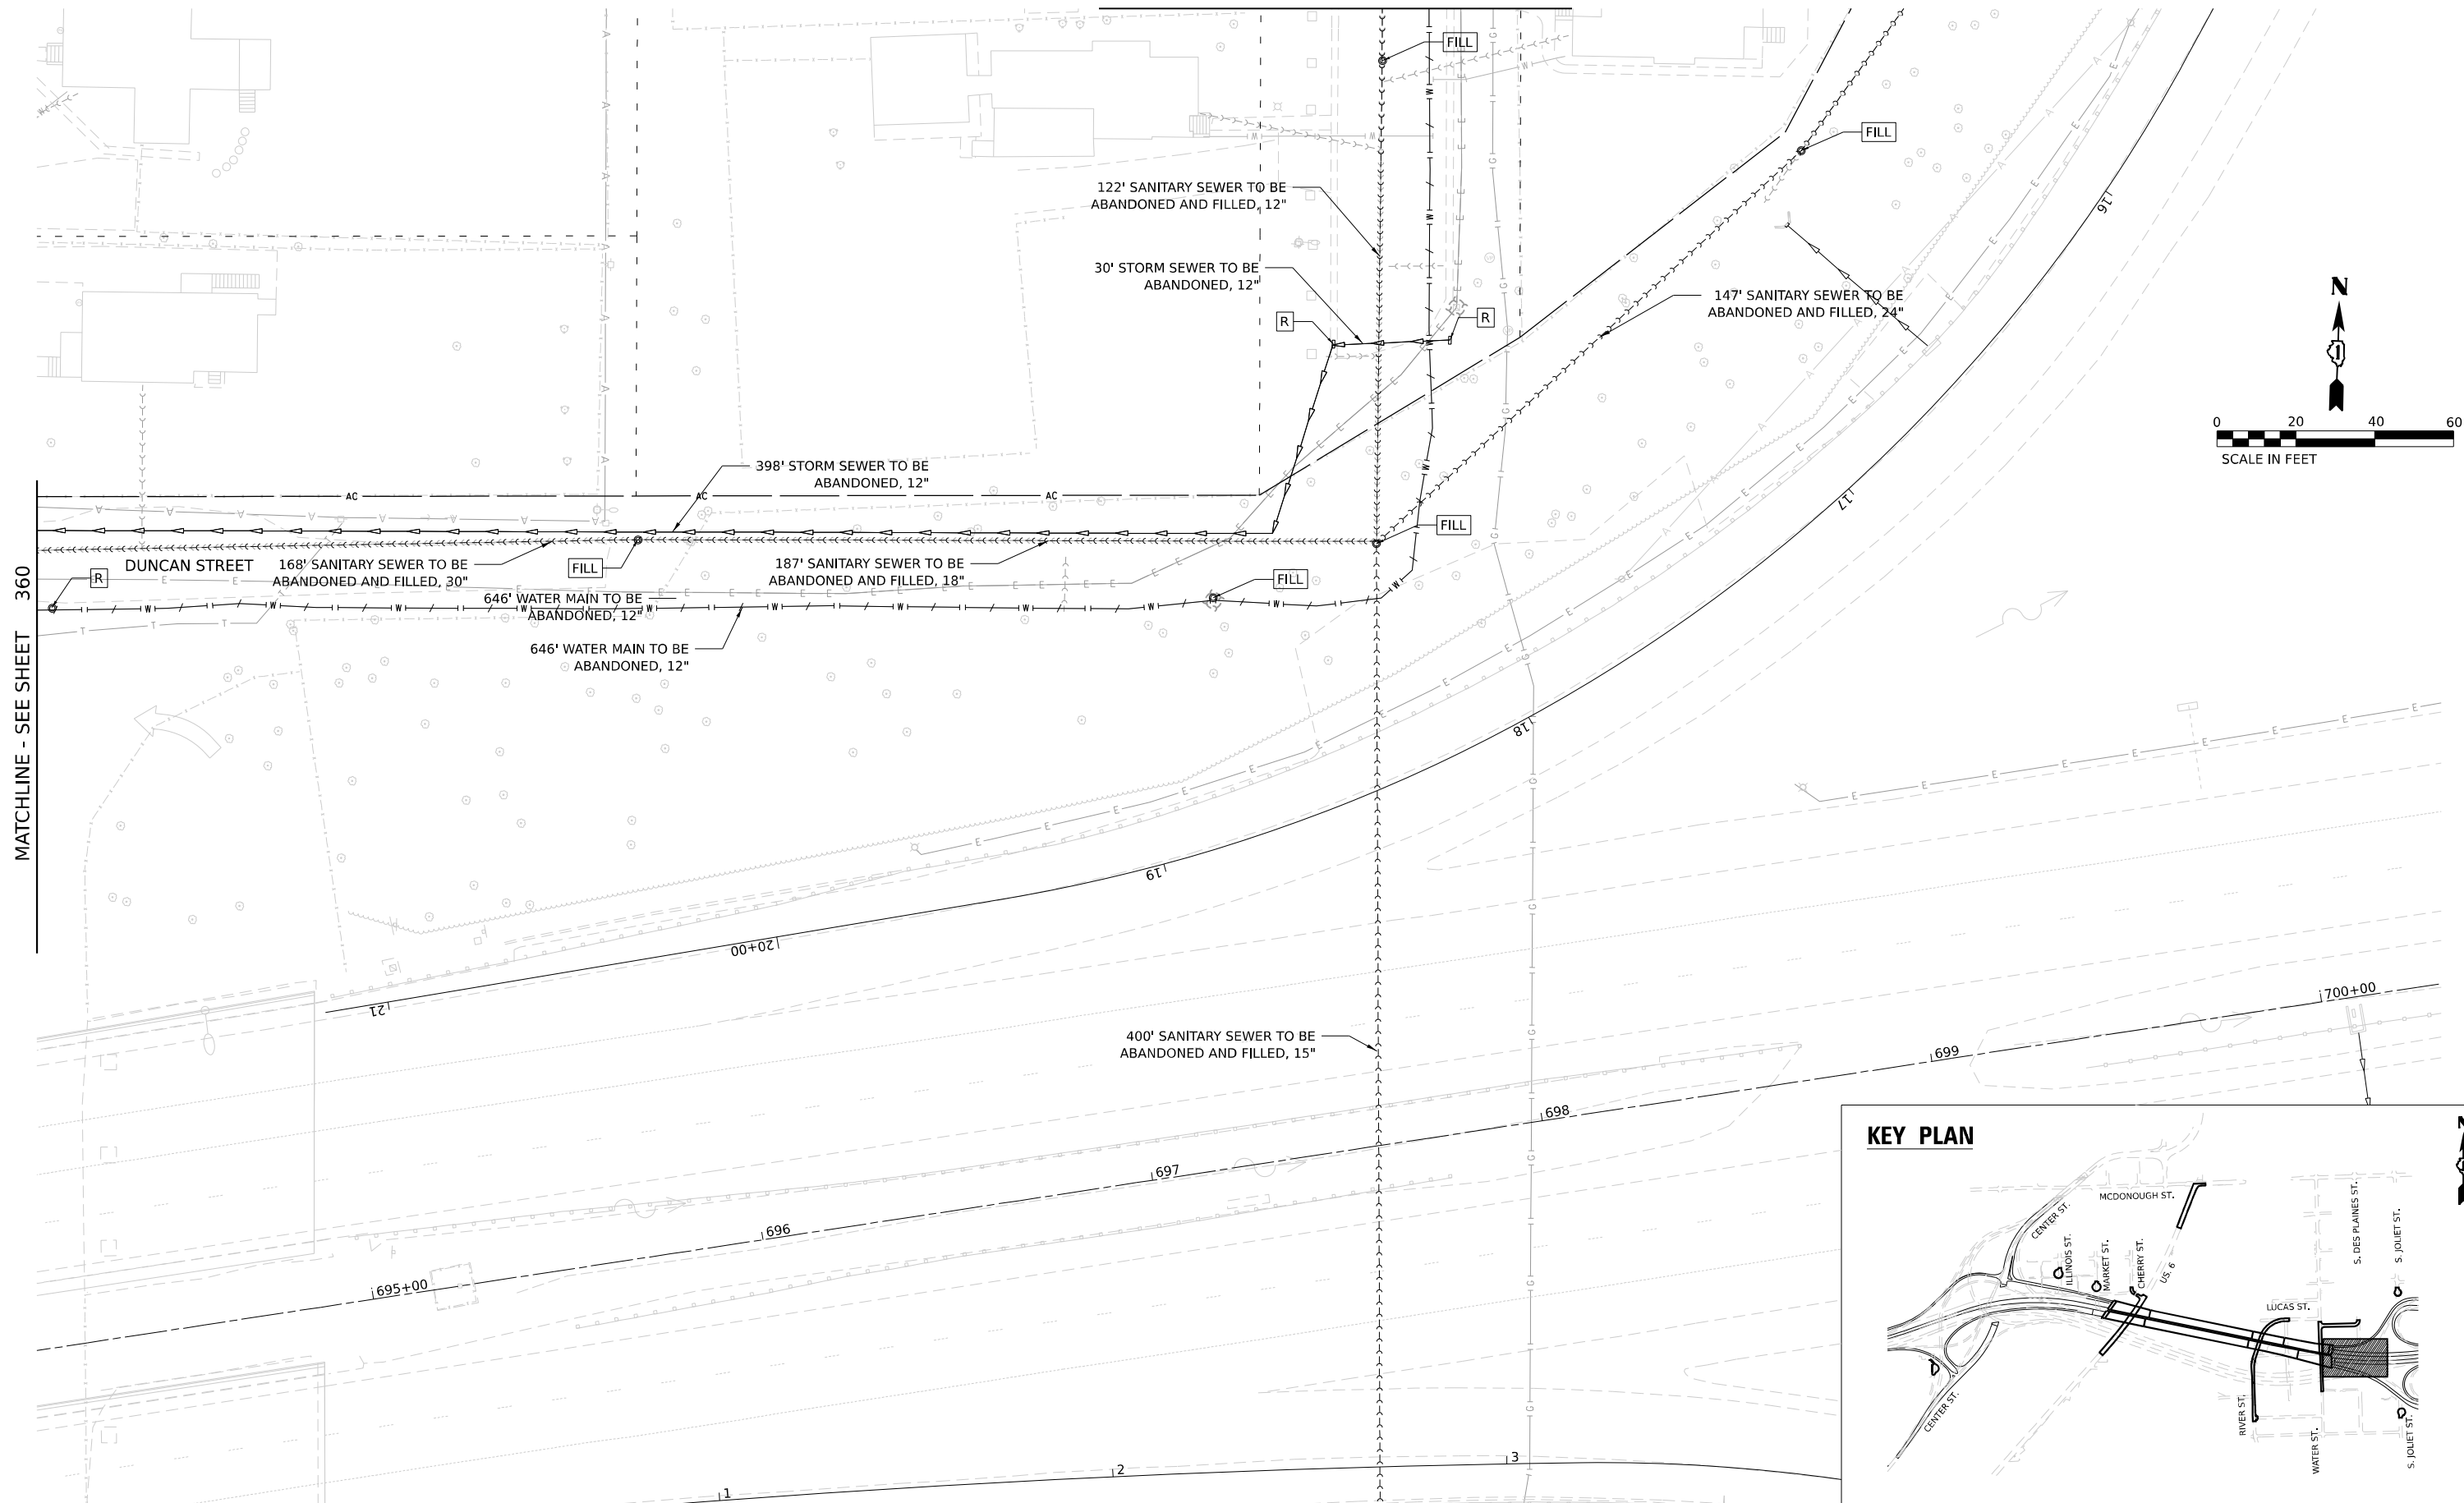 FILL
FILL
122' SANITARY SEWER TO BE
ABANDONED AND FILLED, 12"
30' STORM SEWER TO BE
ABANDONED, 12"
R
R
147' SANITARY SEWER TO BE
ABANDONED AND FILLED, 24"
16
N
1
0 20 40 60
SCALE IN FEET
398' STORM SEWER TO BE
ABANDONED, 12"
AC AC AC
17
FILL
DUNCAN STREET
168' SANITARY SEWER TO BE
ABANDONED AND FILLED, 30"
FILL
187' SANITARY SEWER TO BE
ABANDONED AND FILLED, 18"
FILL
R
646' WATER MAIN TO BE
ABANDONED, 12"
646' WATER MAIN TO BE
ABANDONED, 12"
MATCHLINE - SEE SHEET 360
18
19
20+00
21
400' SANITARY SEWER TO BE
ABANDONED AND FILLED, 15"
700+00
699
698
697
696
695+00
1
2
3
KEY PLAN
MCDONOUGH ST.
CENTER ST.
ILLINOIS ST.
MARKET ST.
CHERRY ST.
US. 6
S. DES PLAINES ST.
S. JOLIET ST.
LUCAS ST.
CENTER ST.
RIVER ST.
WATER ST.
S. JOLIET ST.